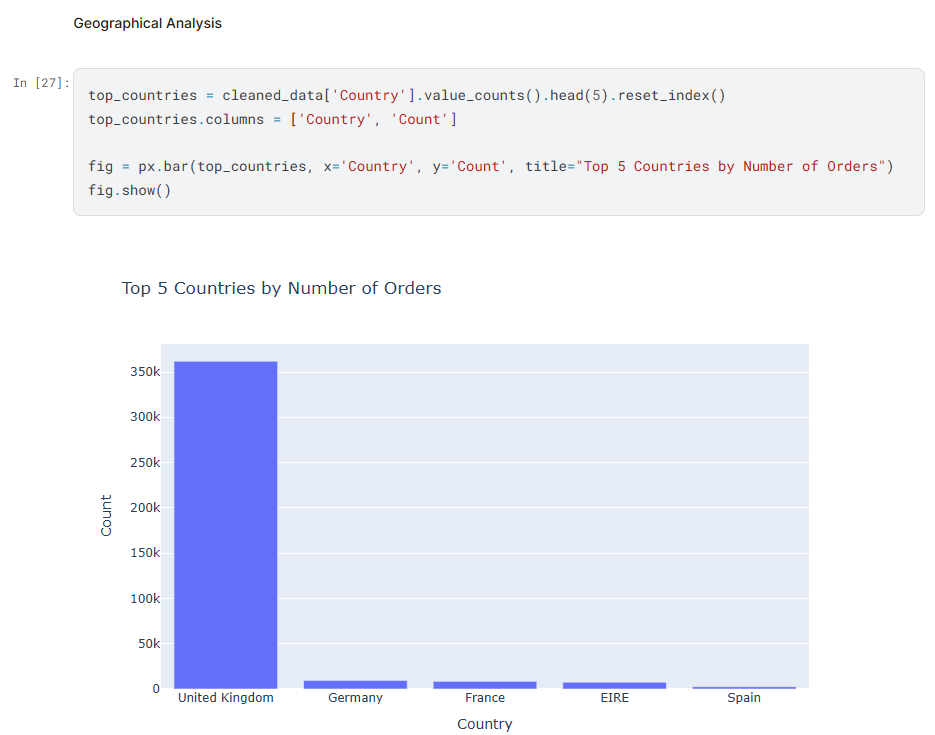 Geographical Analysis
In [27]:
top_countries = cleaned_data['Country'].value_counts().head(5).reset_index()
top_countries.columns = ['Country', 'Count']
fig = px.bar(top_countries, x='Country', y='Count', title="Top 5 Countries by Number of Orders")
fig.show()
Top 5 Countries by Number of Orders
350k
300k
250k
200k
150k
100k
50k
0
Count
United Kingdom Germany France EIRE Spain
Country